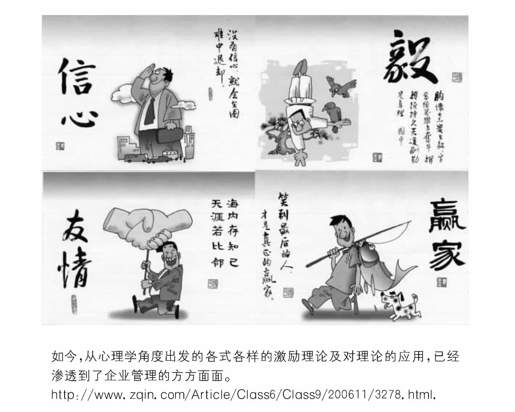 信心
没有信心,就会在困
难中退却。
毅
友情
海内存知己
天涯若比邻
笑到最后的人
才是真正的赢家。
赢家
如今,从心理学角度出发的各式各样的激励理论及对理论的应用,已经
渗透到了企业管理的方方面面。
http://www.zqin.com/Article/Class6/Class9/200611/3278.html.